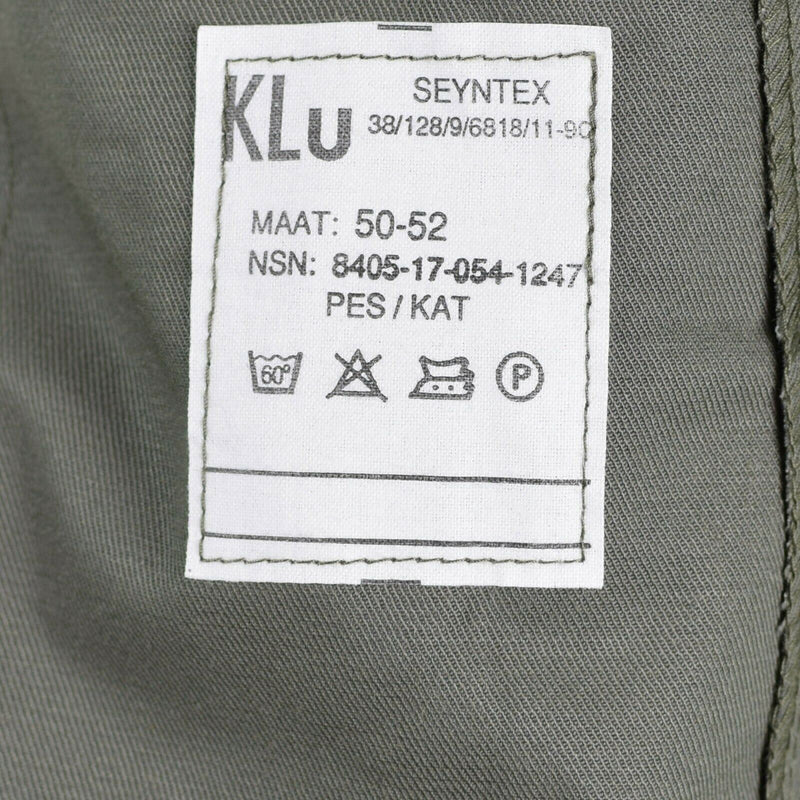 KLu
SEYNTEX
38/128/9/6818/11-90
MAAT: 50-52
NSN: 8405-17-054-1247
PES / KAT
60°
P